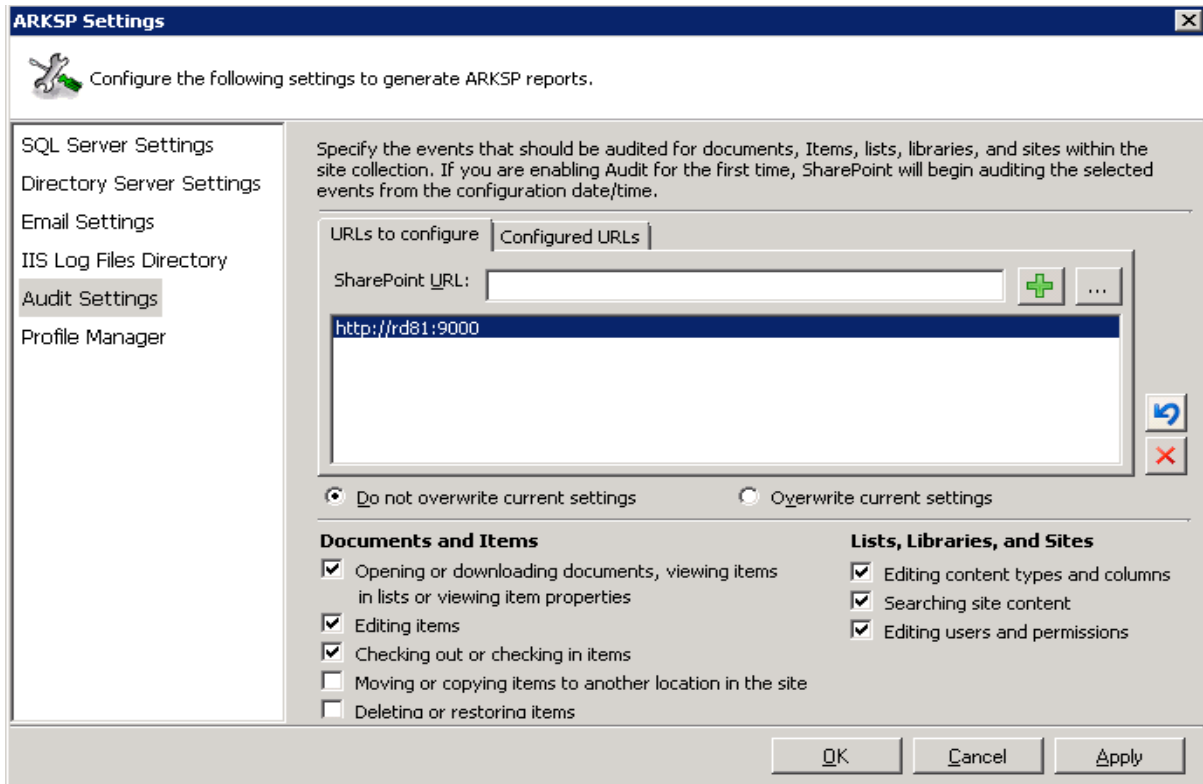 ARKSP Settings
Configure the following settings to generate ARKSP reports.
SQL Server Settings
Directory Server Settings
Email Settings
IIS Log Files Directory
Audit Settings
Profile Manager
Specify the events that should be audited for documents, Items, lists, libraries, and sites within the
site collection. If you are enabling Audit for the first time, SharePoint will begin auditing the selected
events from the configuration date/time.
URLs to configure
Configured URLs
SharePoint URL:
...
http://rd81:9000
Do not overwrite current settings
Overwrite current settings
Documents and Items
Opening or downloading documents, viewing items
in lists or viewing item properties
Editing items
Checking out or checking in items
Moving or copying items to another location in the site
Deleting or restoring items
Lists, Libraries, and Sites
Editing content types and columns
Searching site content
Editing users and permissions
OK
Cancel
Apply